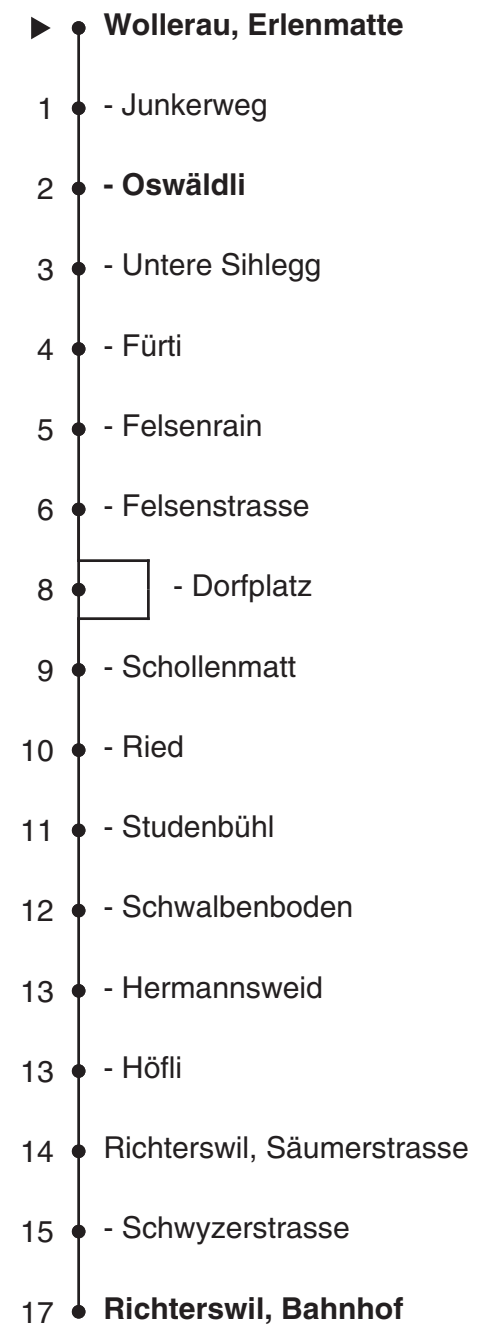 ▶ Wollerau, Erlenmatte
1 - Junkerweg
2 - Oswäldli
3 - Untere Sihlegg
4 - Fürti
5 - Felsenrain
6 - Felsenstrasse
8 - Dorfplatz
9 - Schollenmatt
10 - Ried
11 - Studenbühl
12 - Schwalbenboden
13 - Hermannsweid
13 - Höfli
14 Richterswil, Säumerstrasse
15 - Schwyzerstrasse
17 Richterswil, Bahnhof